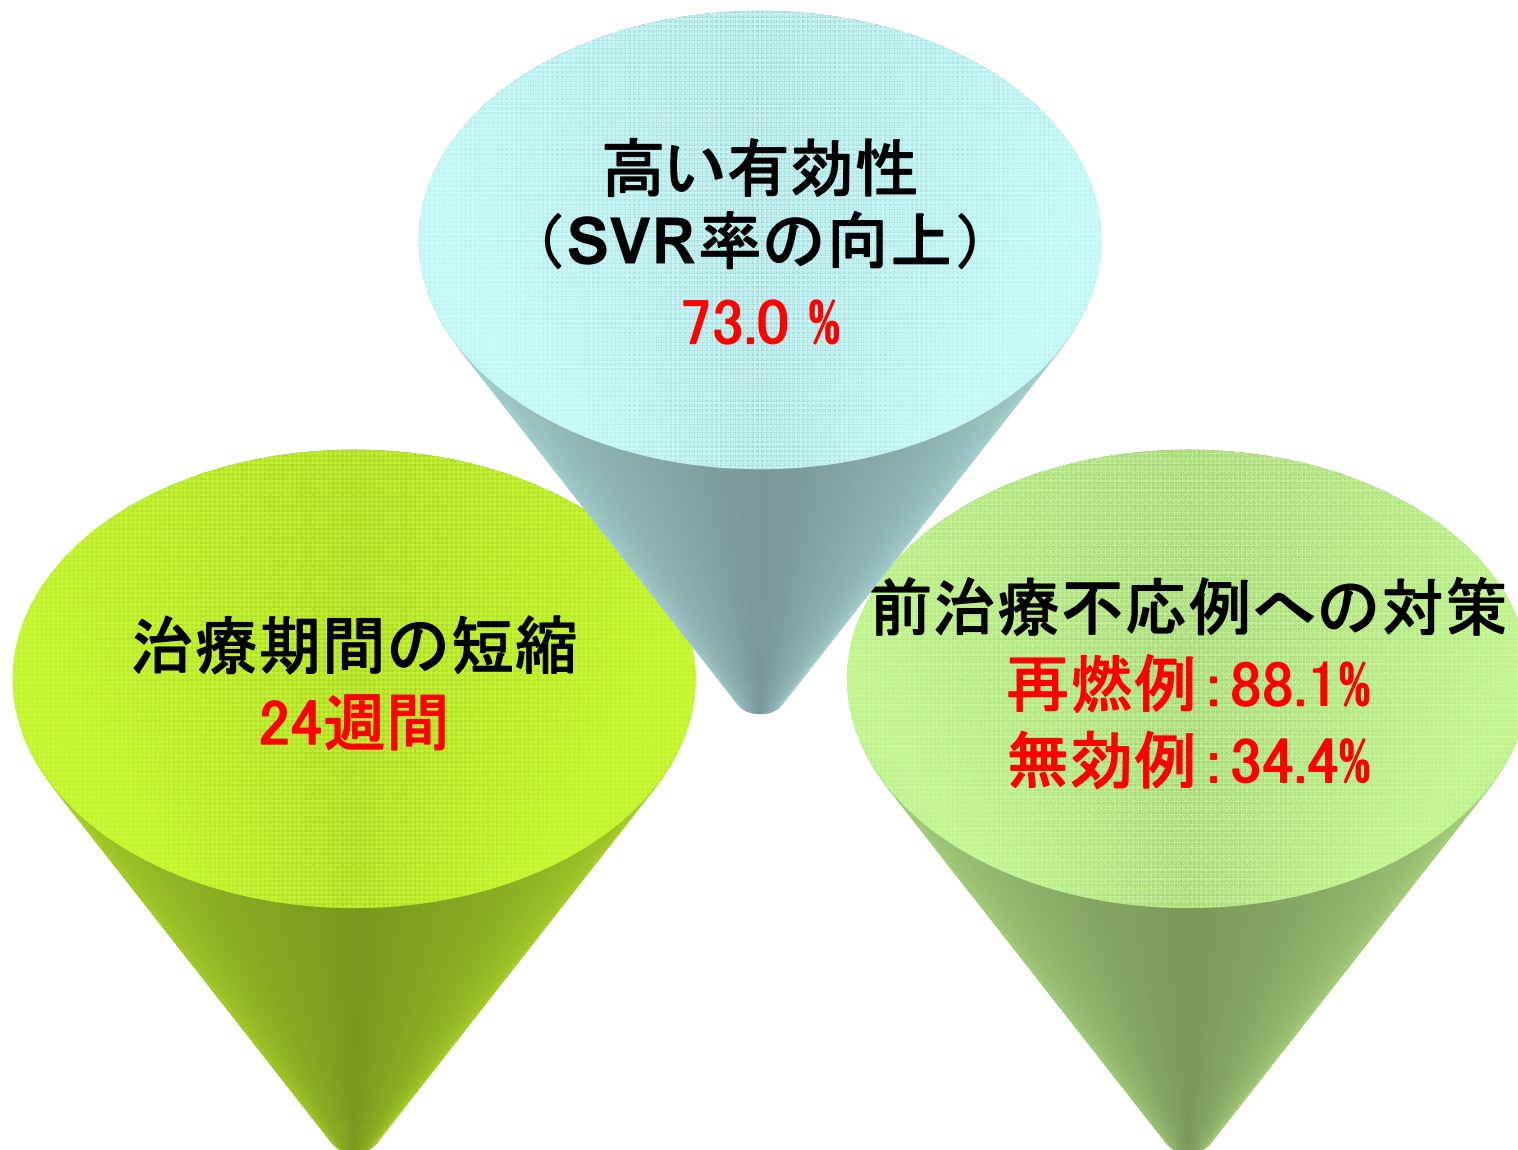 高い有効性
（SVR率の向上）
73.0 %
治療期間の短縮
24週間
前治療不応例への対策
再燃例：88.1%
無効例：34.4%